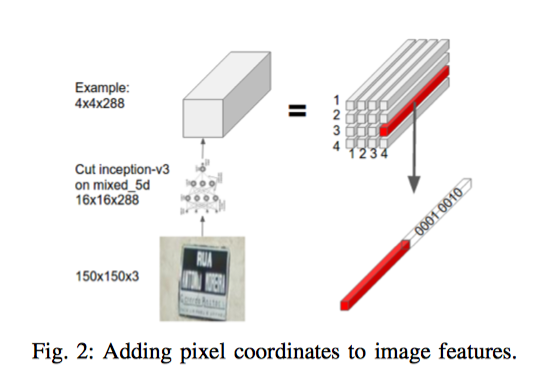 Example:
4x4x288
=
1
2
3
4
1 2 3 4
Cut inception-v3
on mixed_5d
16x16x288
0001 0010
150x150x3
RUA
Fig. 2: Adding pixel coordinates to image features.